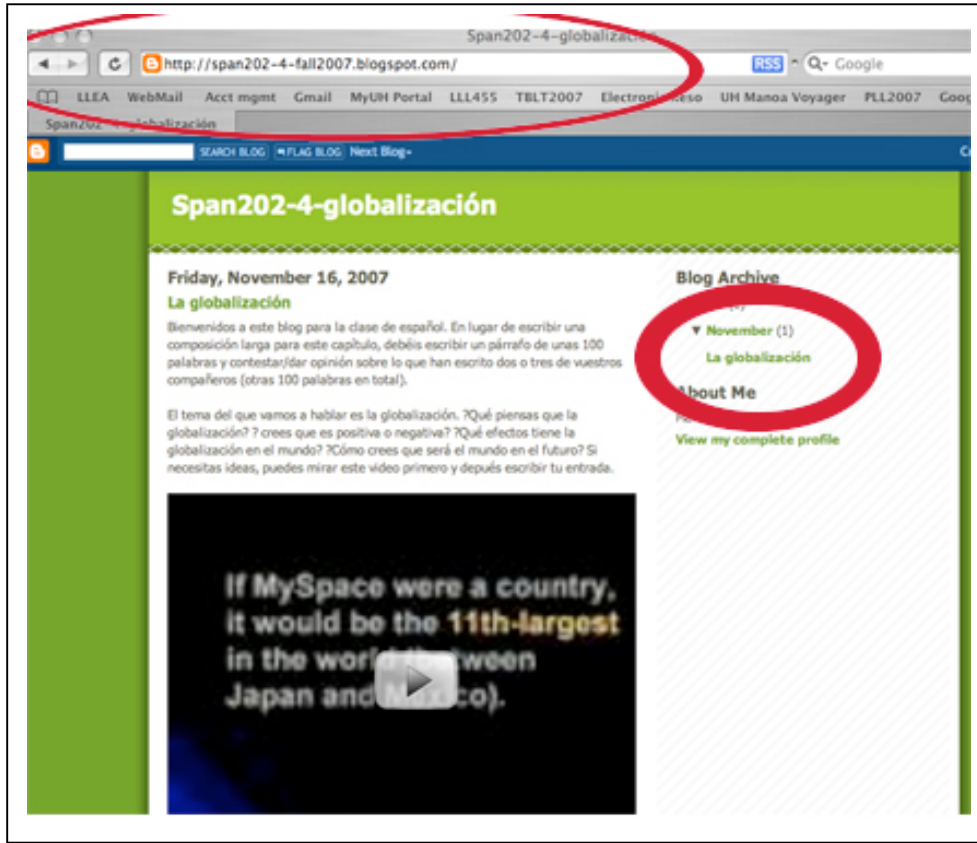 Span202-4-globalización
http://span202-4-fall2007.blogspot.com/
RSS
Google
LLEA WebMail Acct mgmt Gmail MyUH Portal LLL455 TBLT2007 UH Manoa Voyager PLL2007
Span202-4-globalización
SEARCH BLOG FLAG BLOG Next Blog»
Span202-4-globalización
Friday, November 16, 2007
La globalización
Bienvenidos a este blog para la clase de español. En lugar de escribir una
composición larga para este capítulo, debéis escribir un párrafo de unas 100
palabras y contestar/dar opinión sobre lo que han escrito dos o tres de vuestros
compañeros (otras 100 palabras en total).
El tema del que vamos a hablar es la globalización. ?Qué piensas que la
globalización? ? crees que es positiva o negativa? ?Qué efectos tiene la
globalización en el mundo? ?Cómo crees que será el mundo en el futuro? Si
necesitas ideas, puedes mirar este video primero y depués escribir tu entrada.
If MySpace were a country,
it would be the 11th-largest
in the world (between
Japan and Mexico).
Blog Archive
▼ November (1)
La globalización
About Me
View my complete profile